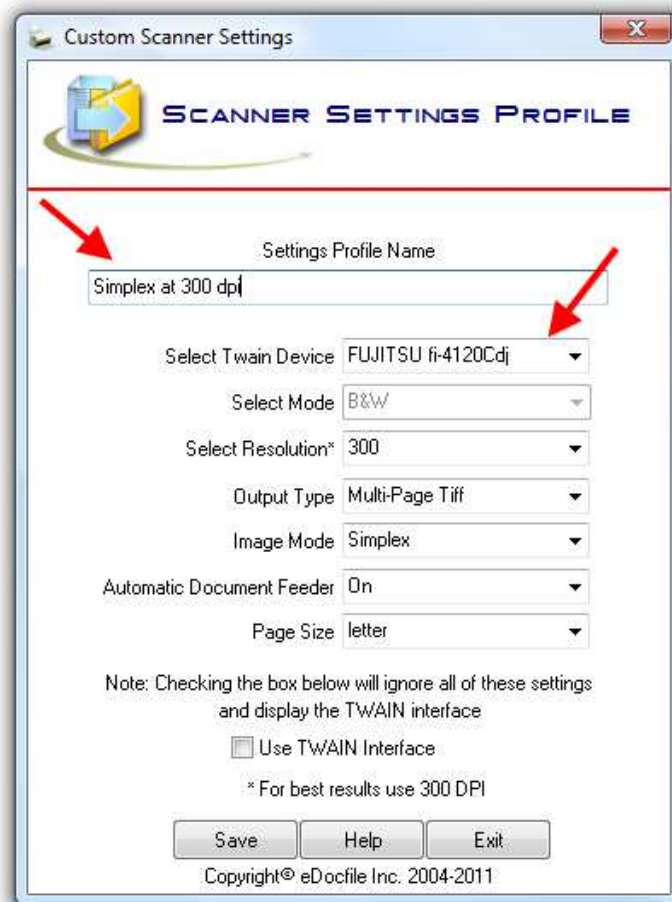 Custom Scanner Settings
SCANNER SETTINGS PROFILE
Settings Profile Name
Simplex at 300 dpi
Select Twain Device FUJITSU fi-4120Cdj
Select Mode B&W
Select Resolution* 300
Output Type Multi-Page Tiff
Image Mode Simplex
Automatic Document Feeder On
Page Size letter
Note: Checking the box below will ignore all of these settings
and display the TWAIN interface
Use TWAIN Interface
* For best results use 300 DPI
Save Help Exit
Copyright© eDocfile Inc. 2004-2011